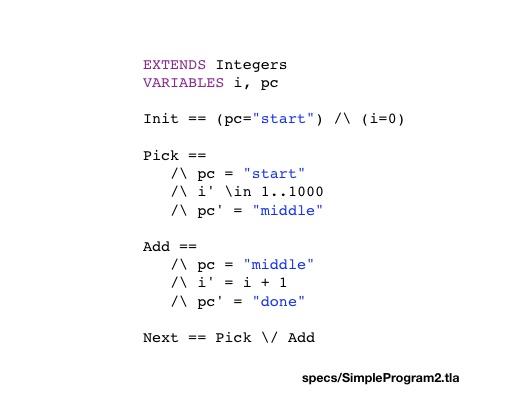 EXTENDS Integers
VARIABLES i, pc
Init == (pc="start") /\ (i=0)
Pick ==
/\ pc = "start"
/\ i' \in 1..1000
/\ pc' = "middle"
Add ==
/\ pc = "middle"
/\ i' = i + 1
/\ pc' = "done"
Next == Pick \/ Add
specs/SimpleProgram2.tla